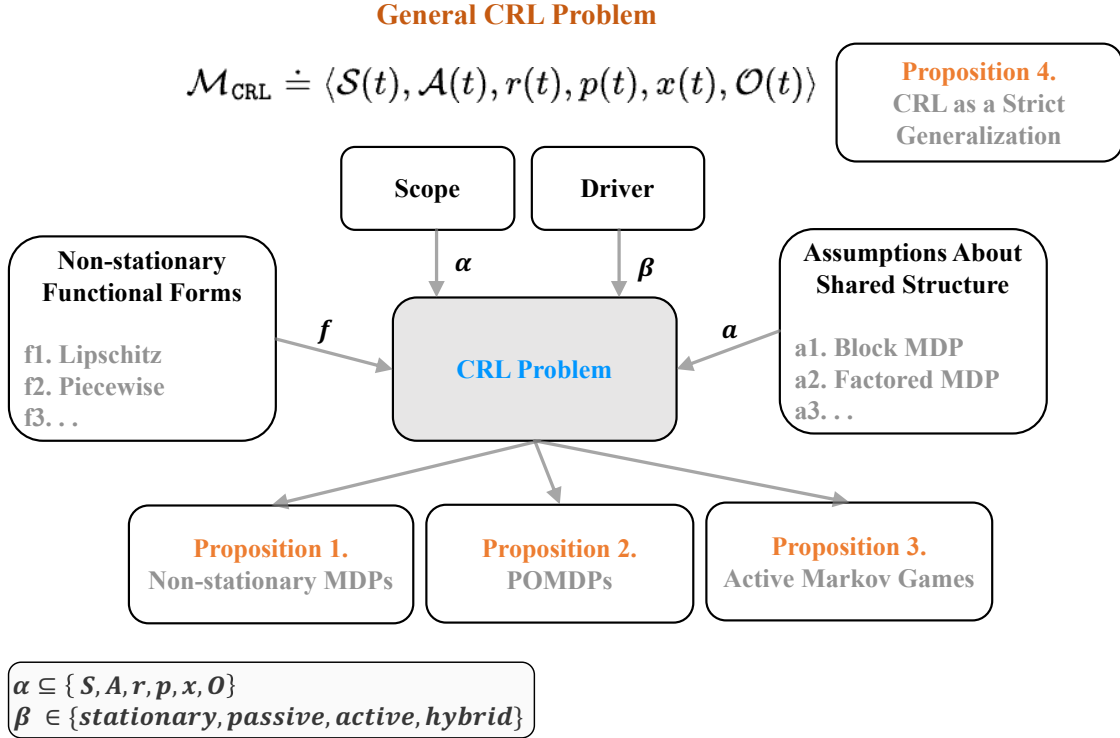 General CRL Problem
ℳ_CRL ≐ ⟨𝒮(t), 𝒜(t), r(t), p(t), x(t), 𝒪(t)⟩
Proposition 4.
CRL as a Strict
Generalization
Scope
Driver
α
β
Non-stationary
Functional Forms
f1. Lipschitz
f2. Piecewise
f3. . .
f
CRL Problem
a
Assumptions About
Shared Structure
a1. Block MDP
a2. Factored MDP
a3. . .
Proposition 1.
Non-stationary MDPs
Proposition 2.
POMDPs
Proposition 3.
Active Markov Games
α ⊆ { S, A, r, p, x, O}
β ∈ {stationary, passive, active, hybrid}